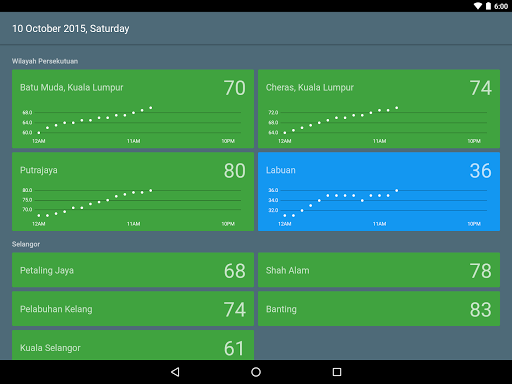 6:00
10 October 2015, Saturday
Wilayah Persekutuan
Batu Muda, Kuala Lumpur 70
68.0
64.0
60.0
12AM 11AM 10PM
Cheras, Kuala Lumpur 74
72.0
68.0
64.0
12AM 11AM 10PM
Putrajaya 80
80.0
75.0
70.0
12AM 11AM 10PM
Labuan 36
36.0
34.0
32.0
12AM 11AM 10PM
Selangor
Petaling Jaya 68
Shah Alam 78
Pelabuhan Kelang 74
Banting 83
Kuala Selangor 61